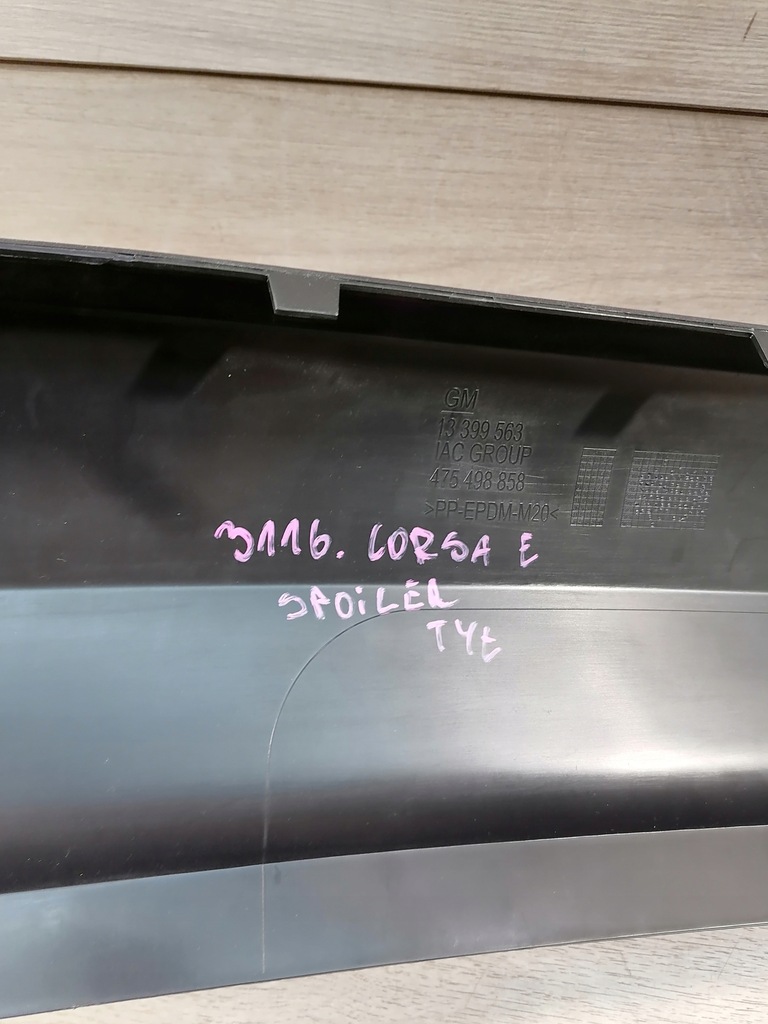 GM
13 399 563
IAC GROUP
475 498 858
>PP-EPDM-M20<
3116. CORSA E
SPOiLER
TYŁ